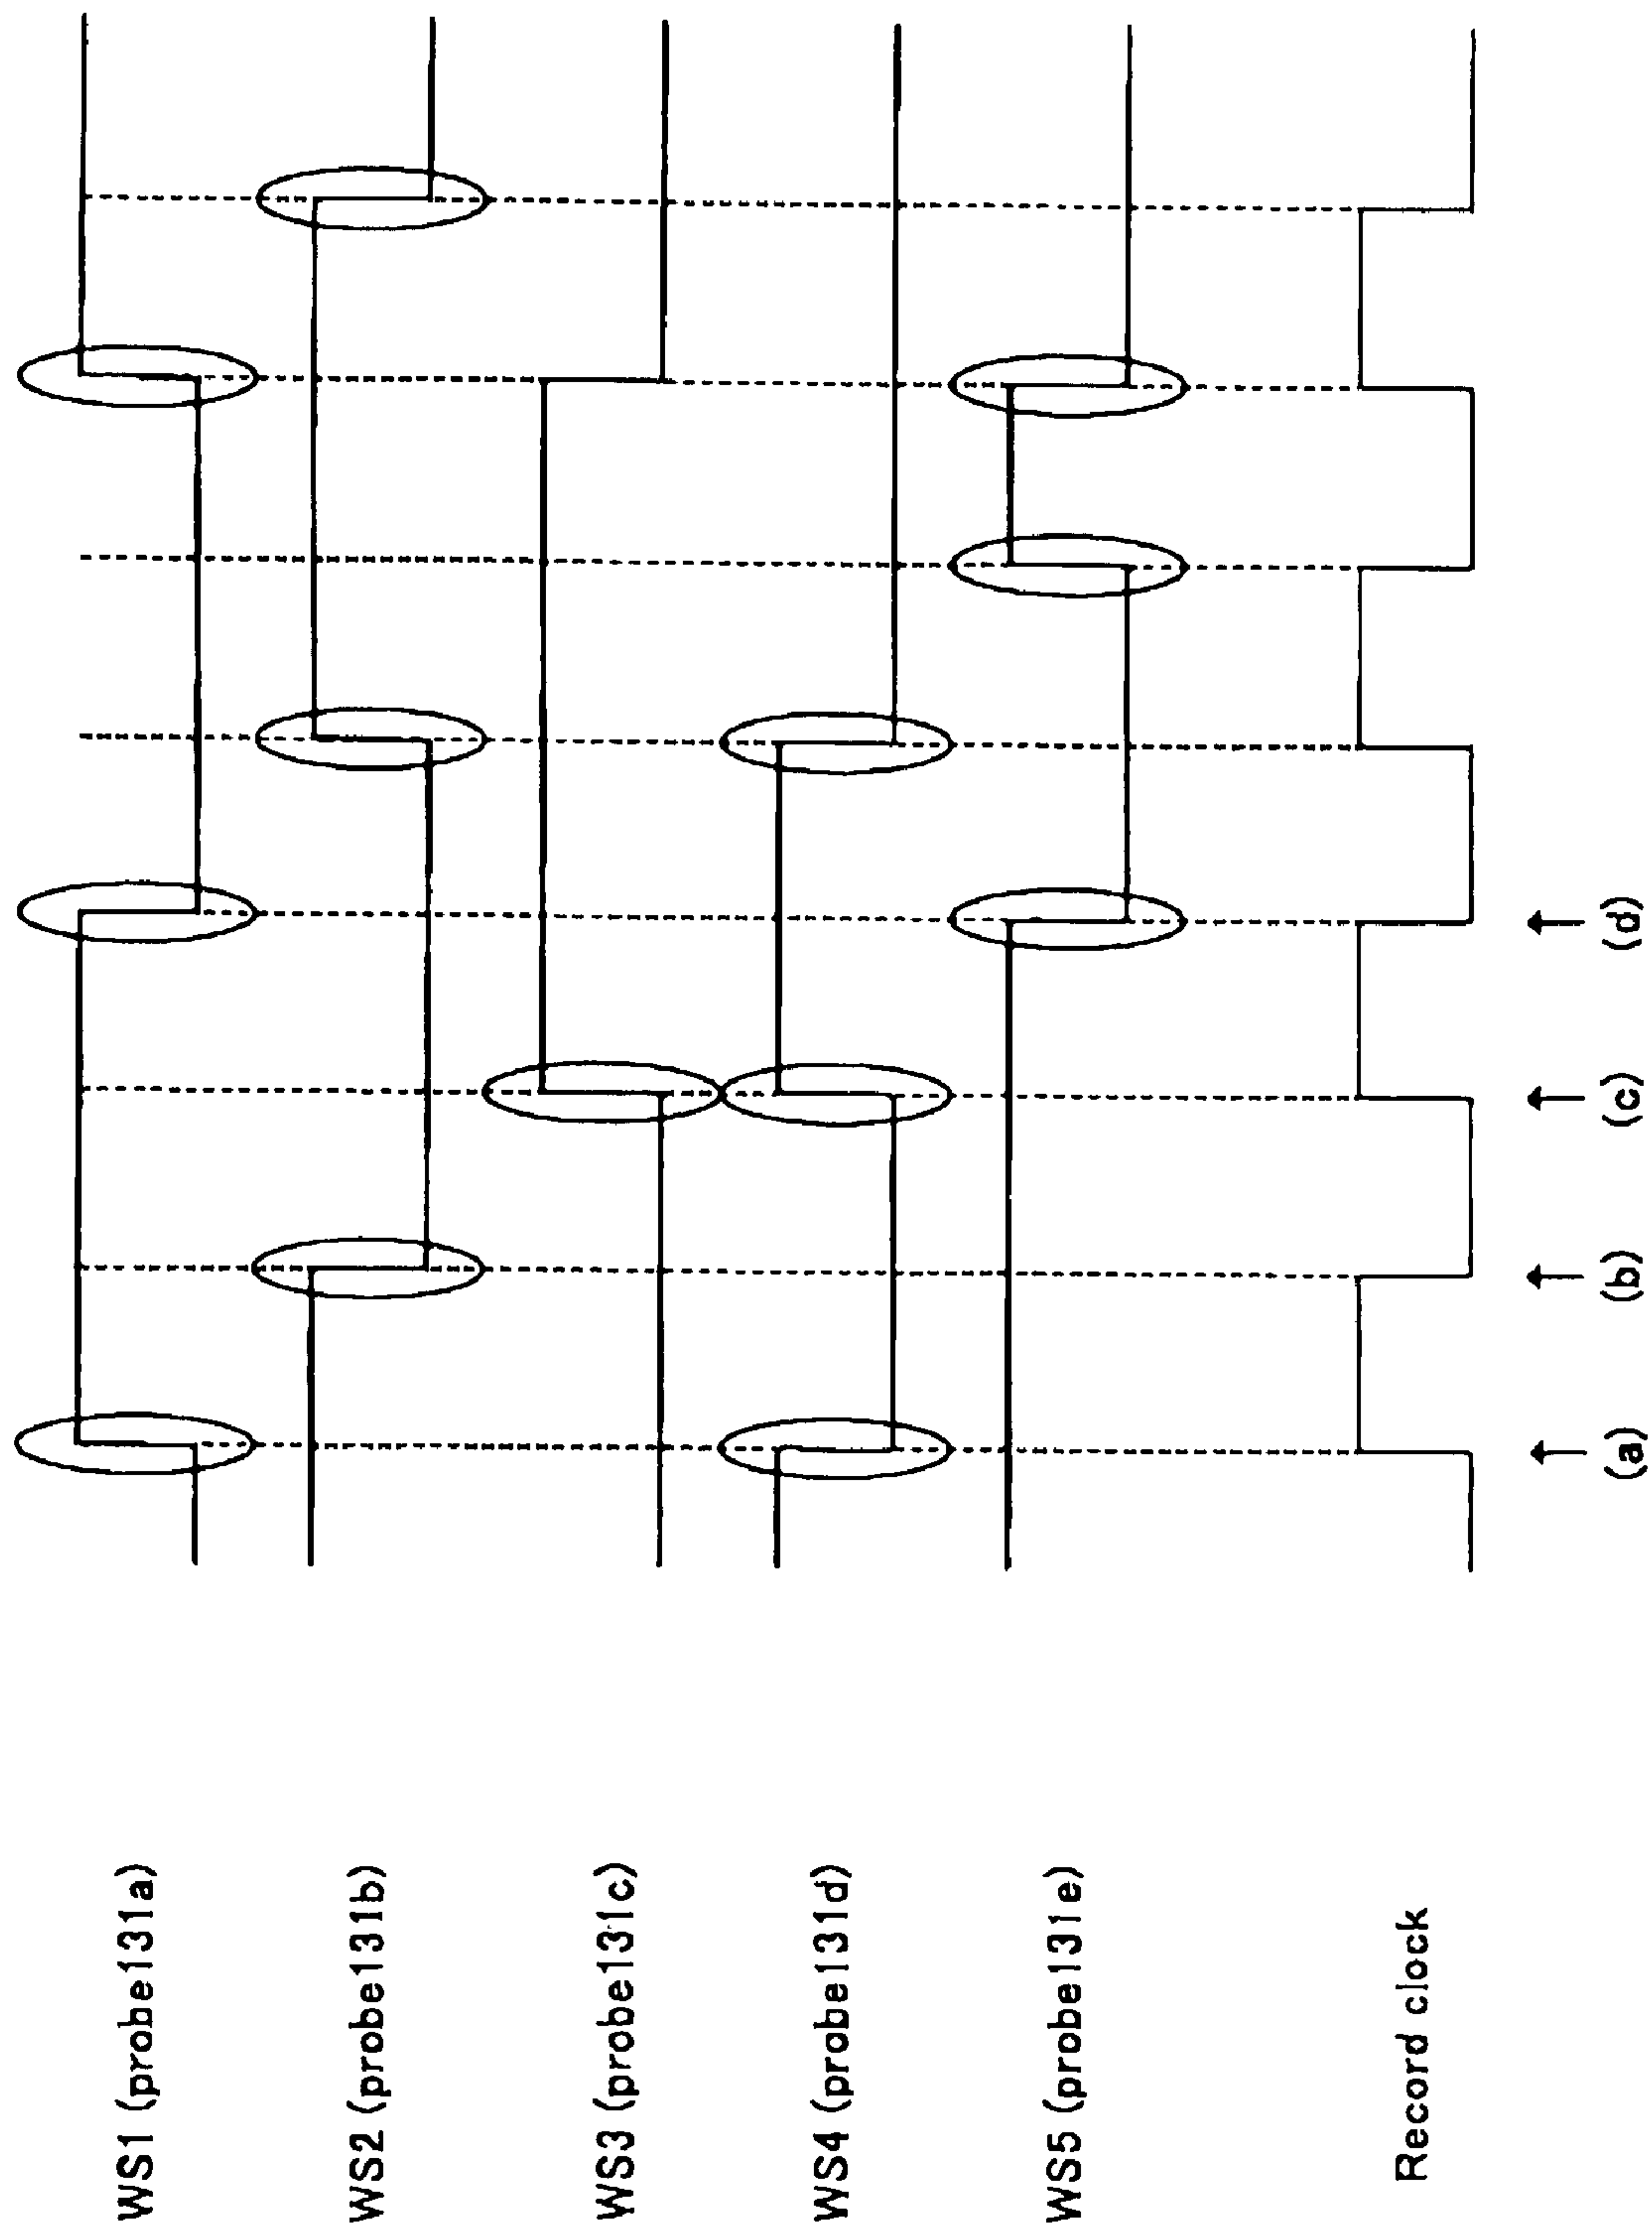 WS1 (probe131a)
WS2 (probe131b)
WS3 (probe131c)
WS4 (probe131d)
WS5 (probe131e)
Record clock
(a)
(b)
(c)
(d)